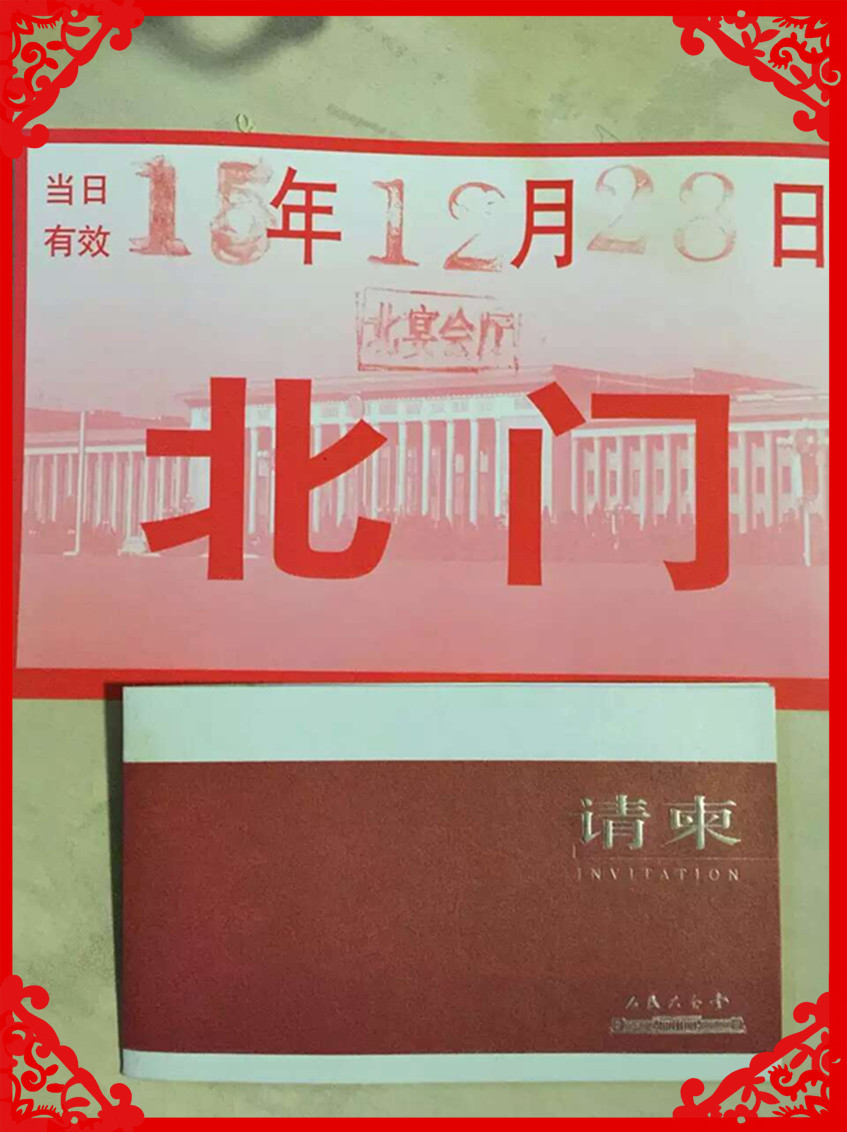 当日
有效
15年12月28日
北宴会厅
北门
请柬
INVITATION
人民大会堂